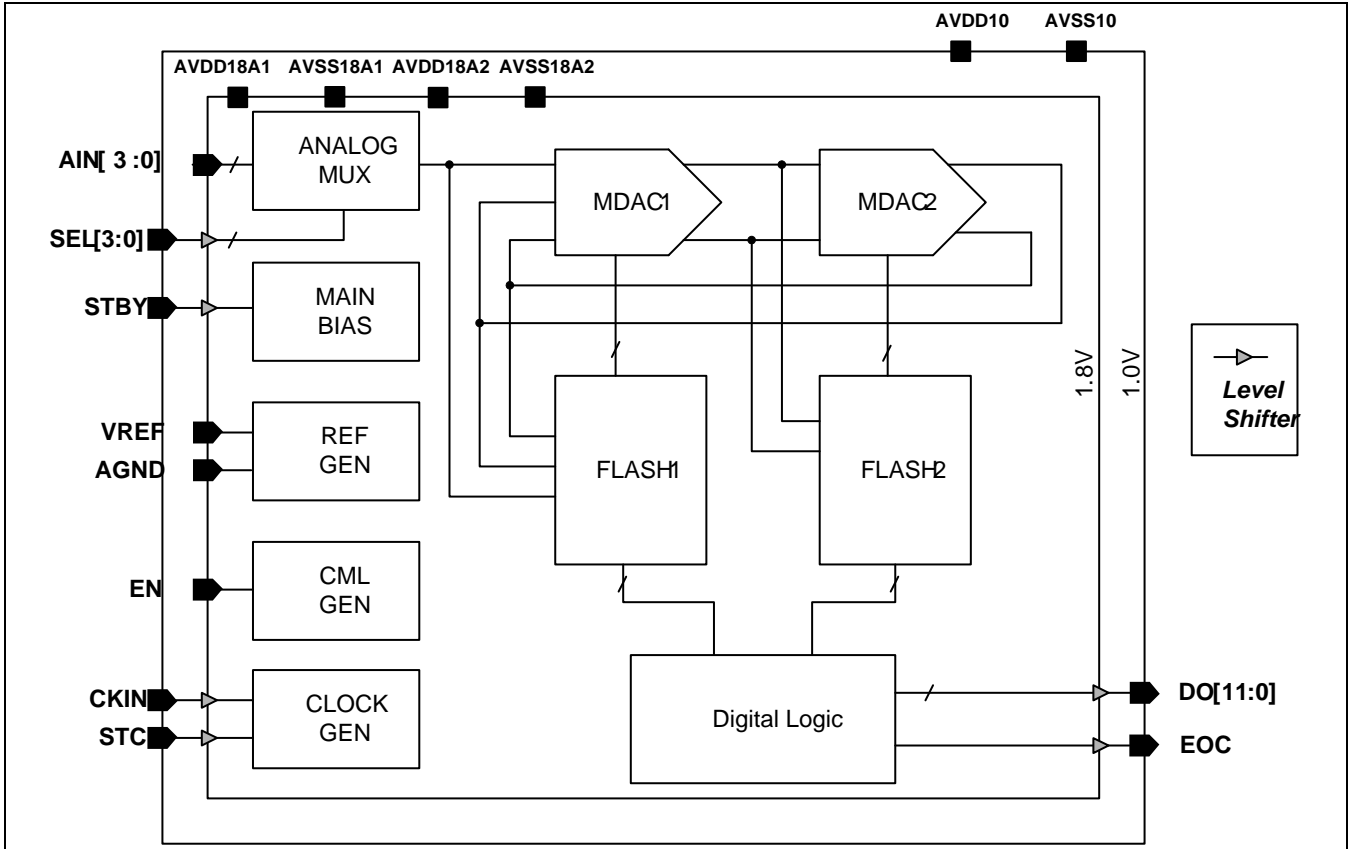 AVDD10 AVSS10
AVDD18A1 AVSS18A1 AVDD18A2 AVSS18A2
AIN[ 3 :0]
ANALOG
MUX
MDAC1
MDAC2
SEL[3:0]
STBY
MAIN
BIAS
1.8V
1.0V
Level
Shifter
VREF
AGND
REF
GEN
FLASH1
FLASH2
EN
CML
GEN
CKIN
STC
CLOCK
GEN
Digital Logic
DO[11:0]
EOC